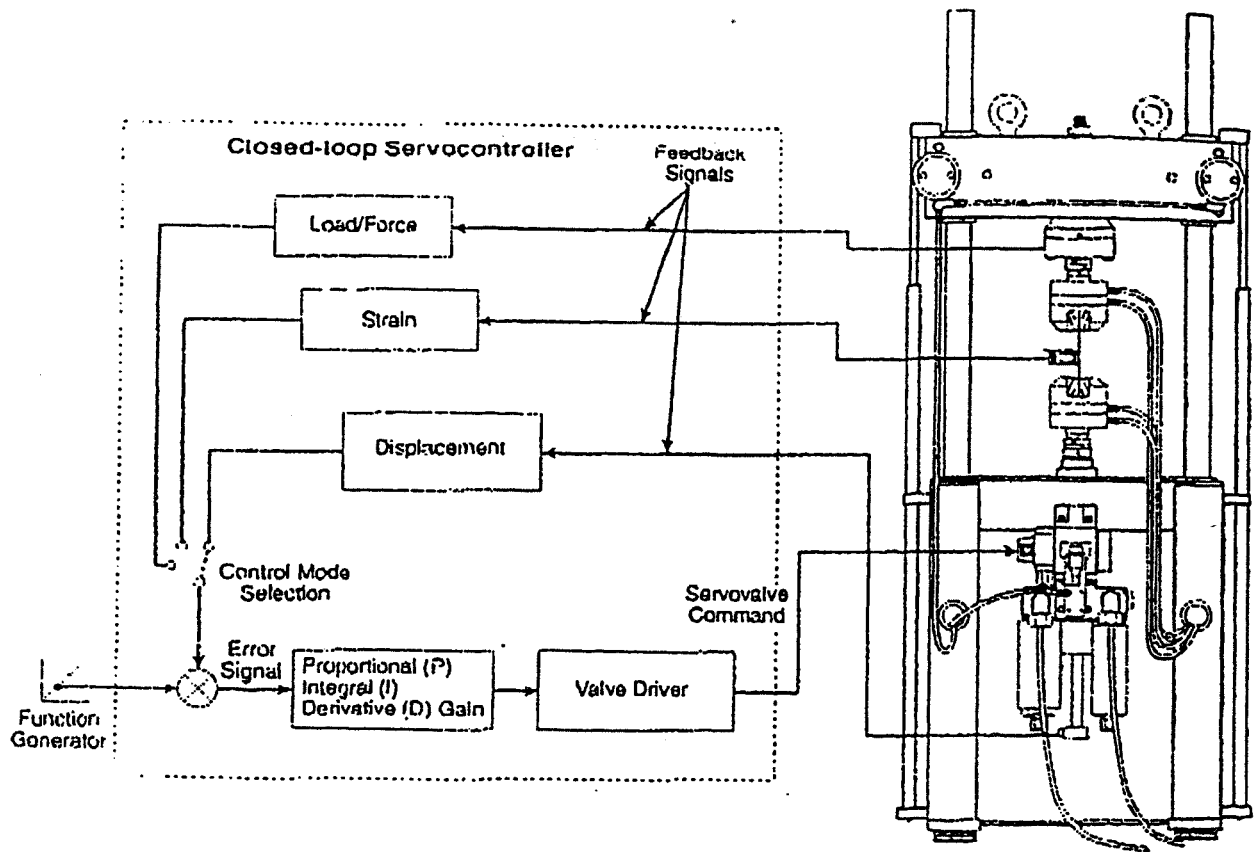 Closed-loop Servocontroller
Feedback
Signals
Load/Force
Strain
Displacement
Control Mode
Selection
Servovalve
Command
Error
Signal
Proportional (P)
Integral (I)
Derivative (D) Gain
Valve Driver
Function
Gonerator